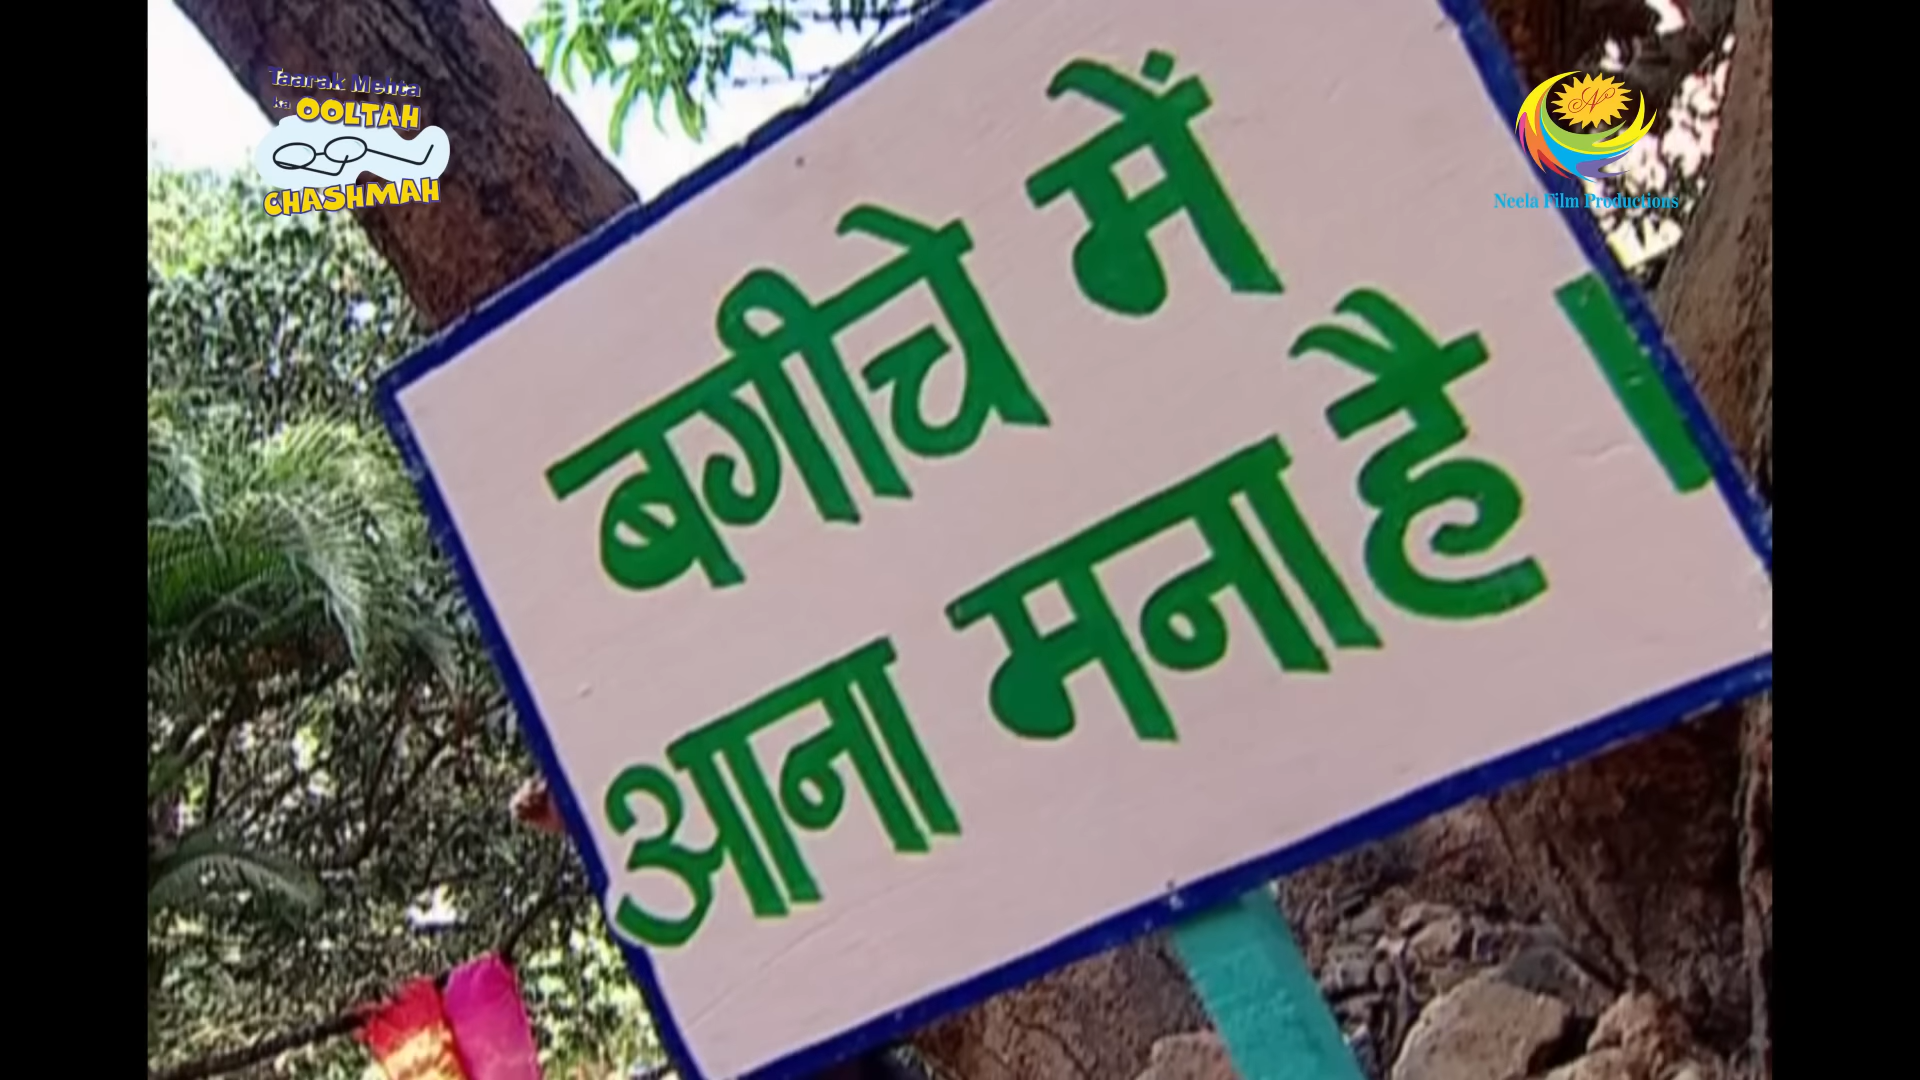 Taarak Mehta
ka OOLTAH
CHASHMAH
Neela Film Productions
बगीचे में
आना मना है।